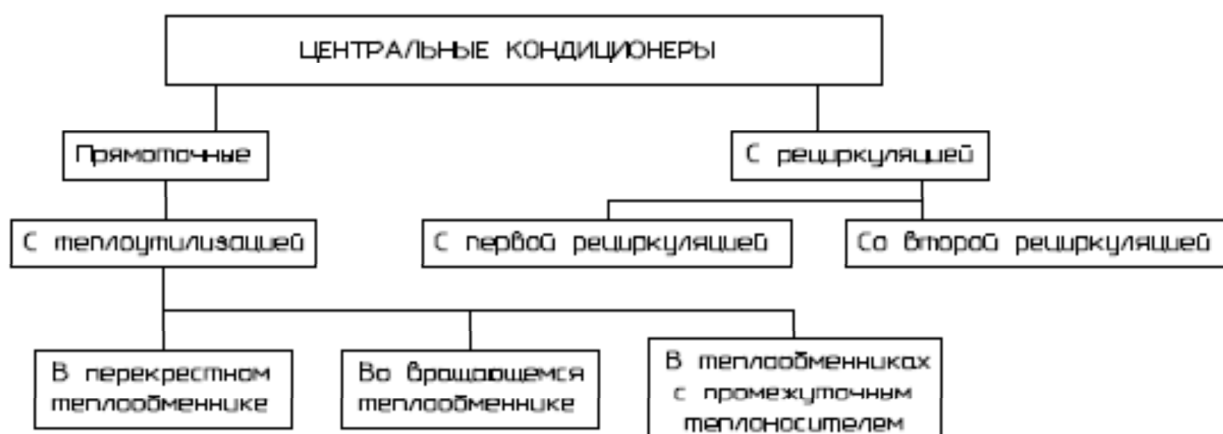 ЦЕНТРАЛЬНЫЕ КОНДИЦИОНЕРЫ
Прямоточные
С рециркуляцией
С теплоутилизацией
С первой рециркуляцией
Со второй рециркуляцией
В перекрестном
теплообменнике
Во вращающемся
теплообменнике
В теплообменниках
с промежуточным
теплоносителем